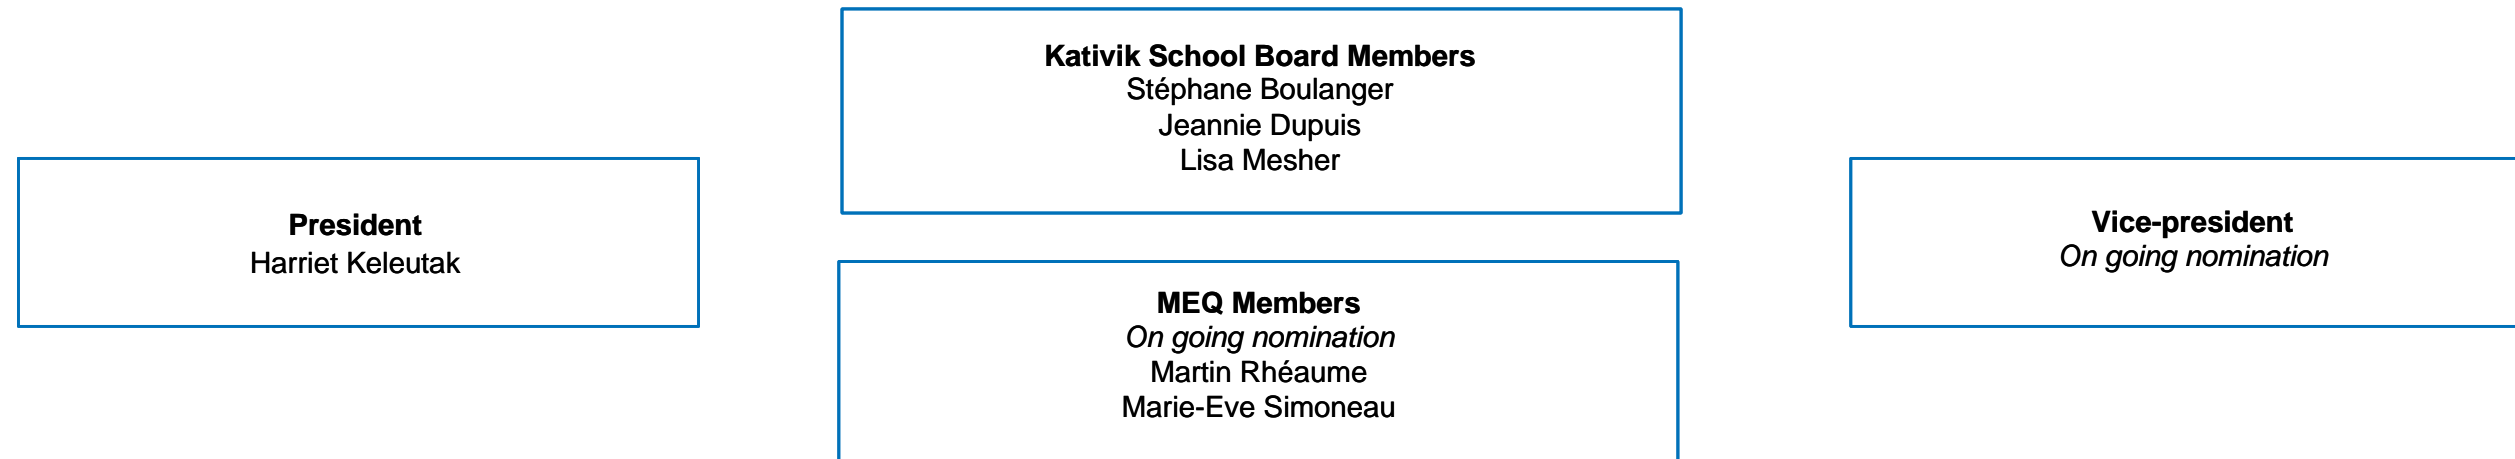 Kativik School Board Members
Stéphane Boulanger
Jeannie Dupuis
Lisa Mesher
President
Harriet Keleutak
Vice-president
On going nomination
MEQ Members
On going nomination
Martin Rhéaume
Marie-Eve Simoneau